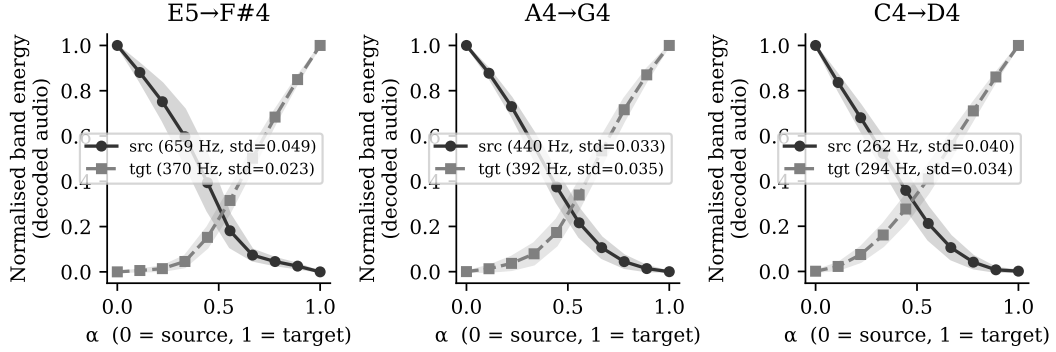 E5→F#4
Normalised band energy
(decoded audio)
1.0
0.8
0.6
0.4
0.2
0.0
src (659 Hz, std=0.049)
tgt (370 Hz, std=0.023)
0.0 0.5 1.0
α (0 = source, 1 = target)
A4→G4
Normalised band energy
(decoded audio)
1.0
0.8
0.6
0.4
0.2
0.0
src (440 Hz, std=0.033)
tgt (392 Hz, std=0.035)
0.0 0.5 1.0
α (0 = source, 1 = target)
C4→D4
Normalised band energy
(decoded audio)
1.0
0.8
0.6
0.4
0.2
0.0
src (262 Hz, std=0.040)
tgt (294 Hz, std=0.034)
0.0 0.5 1.0
α (0 = source, 1 = target)